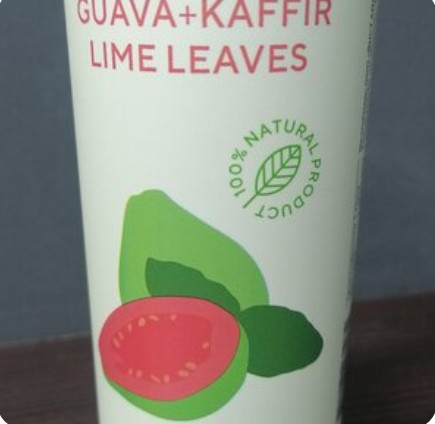 GUAVA+KAFFIR
LIME LEAVES
100% NATURAL PRODUCT